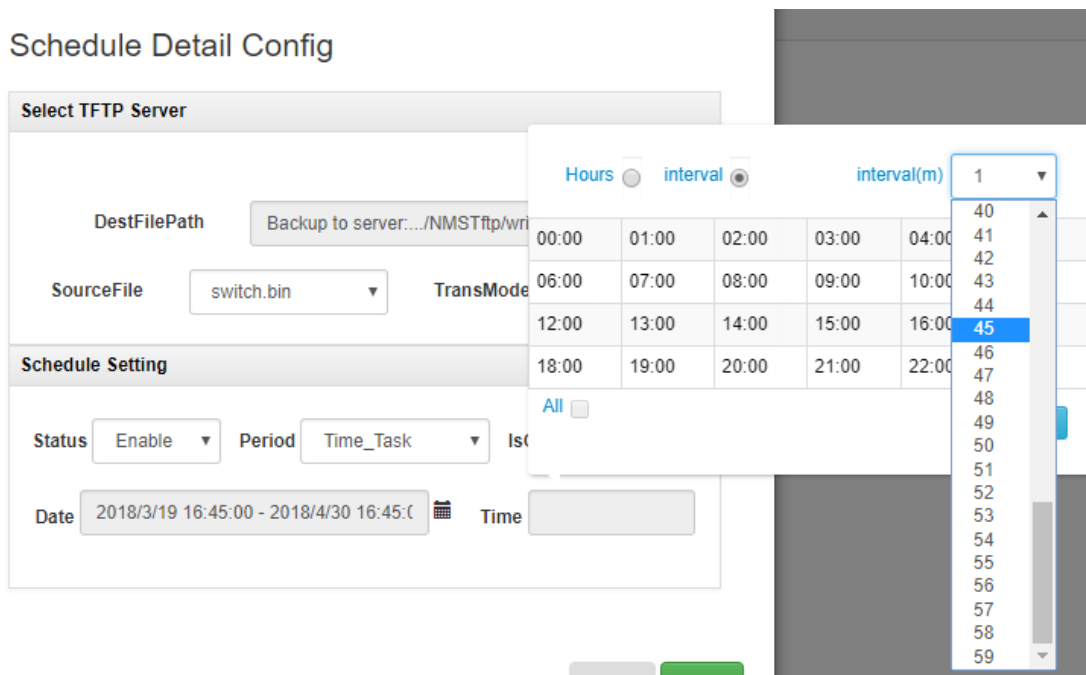 Schedule Detail Config
Select TFTP Server
DestFilePath Backup to server:.../NMSTftp/wri
SourceFile switch.bin TransMode
Schedule Setting
Status Enable Period Time_Task
Date 2018/3/19 16:45:00 - 2018/4/30 16:45:0 Time
Hours interval interval(m) 1
00:00 01:00 02:00 03:00 04:00
06:00 07:00 08:00 09:00 10:00
12:00 13:00 14:00 15:00 16:00
18:00 19:00 20:00 21:00 22:00
All
40
41
42
43
44
45
46
47
48
49
50
51
52
53
54
55
56
57
58
59